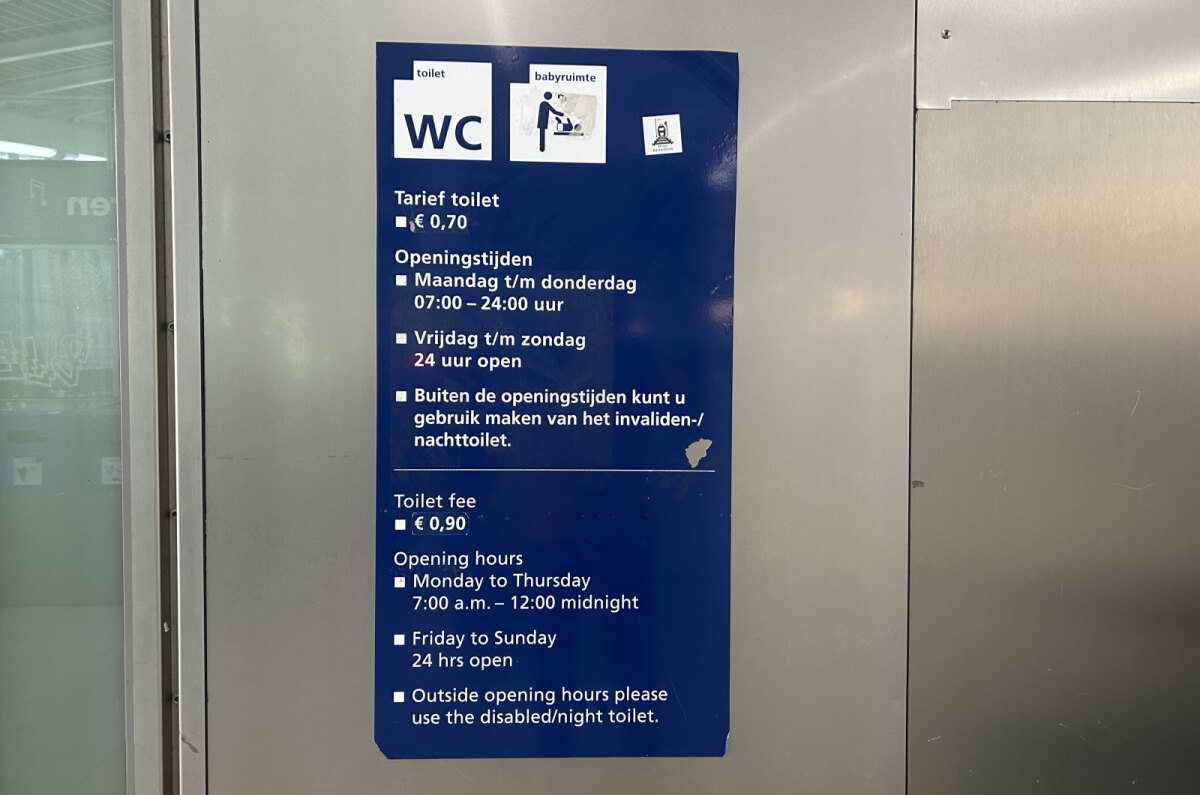 toilet
WC
babyruimte
Tarief toilet
€ 0,70
Openingstijden
Maandag t/m donderdag
07:00 – 24:00 uur
Vrijdag t/m zondag
24 uur open
Buiten de openingstijden kunt u
gebruik maken van het invaliden-/
nachttoilet.
Toilet fee
€ 0,90
Opening hours
Monday to Thursday
7:00 a.m. – 12:00 midnight
Friday to Sunday
24 hrs open
Outside opening hours please
use the disabled/night toilet.